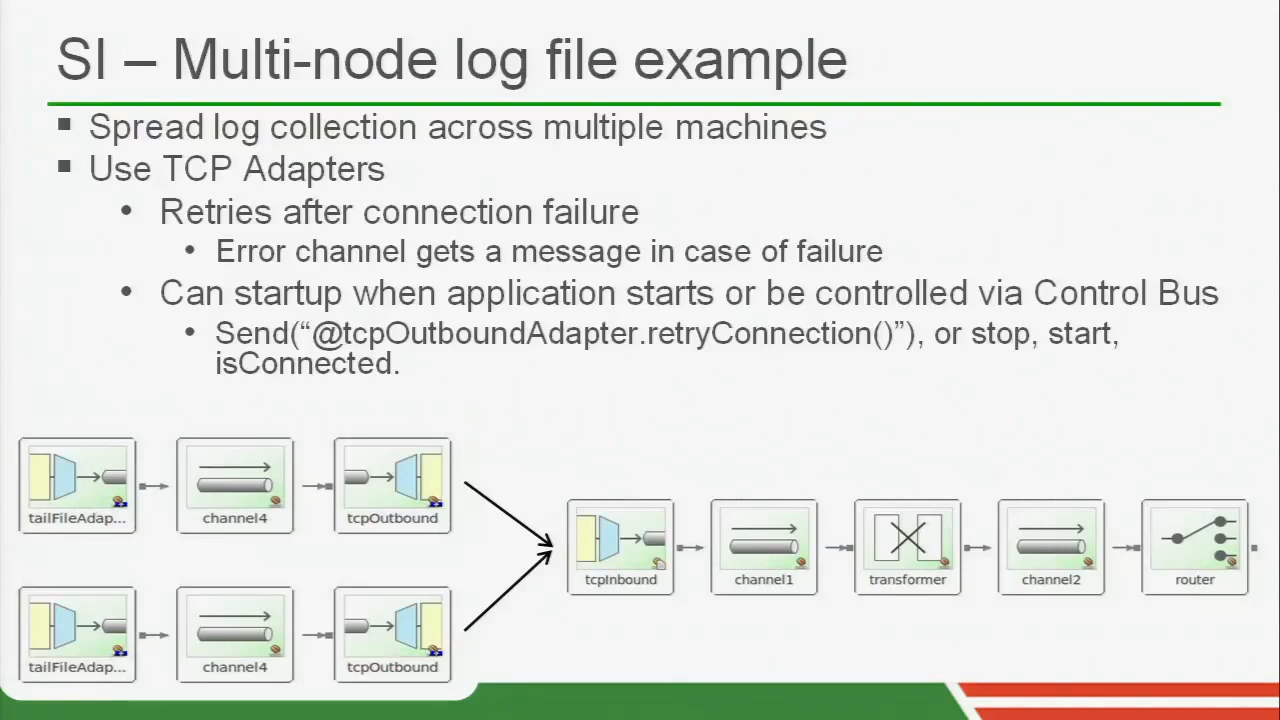 SI – Multi-node log file example
Spread log collection across multiple machines
Use TCP Adapters
Retries after connection failure
Error channel gets a message in case of failure
Can startup when application starts or be controlled via Control Bus
Send(“@tcpOutboundAdapter.retryConnection()”), or stop, start,
isConnected.
tailFileAdap...
channel4
tcpOutbound
tcpInbound
channel1
transformer
channel2
router
tailFileAdap...
channel4
tcpOutbound